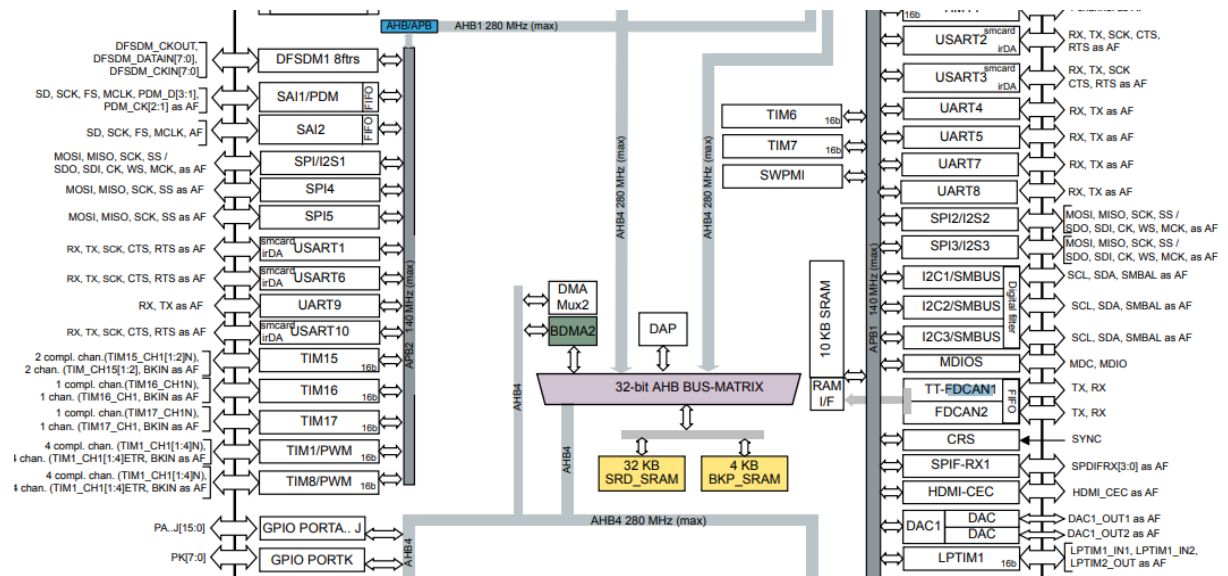 AHB/APB
AHB1 280 MHz (max)
DFSDM_CKOUT,
DFSDM_DATAIN[7:0],
DFSDM_CKIN[7:0]
DFSDM1 8ftrs
SD, SCK, FS, MCLK, PDM_D[3:1],
PDM_CK[2:1] as AF
SAI1/PDM
FIFO
SD, SCK, FS, MCLK, AF
SAI2
FIFO
MOSI, MISO, SCK, SS /
SDO, SDI, CK, WS, MCK, as AF
SPI/I2S1
MOSI, MISO, SCK, SS as AF
SPI4
MOSI, MISO, SCK, SS as AF
SPI5
RX, TX, SCK, CTS, RTS as AF
smcard
irDA
USART1
RX, TX, SCK, CTS, RTS as AF
USART6
RX, TX as AF
UART9
RX, TX, SCK, CTS, RTS as AF
smcard
irDA
USART10
2 compl. chan.(TIM15_CH1[1:2]N),
2 chan. (TIM_CH15[1:2], BKIN as AF
TIM15
16b
1 compl. chan.(TIM16_CH1N),
1 chan. (TIM16_CH1, BKIN as AF
TIM16
1 compl. chan.(TIM17_CH1N),
1 chan. (TIM17_CH1, BKIN as AF
TIM17
4 compl. chan. (TIM1_CH1[1:4]N),
chan. (TIM1_CH1[1:4]ETR, BKIN as AF
TIM1/PWM
16b
4 compl. chan. (TIM1_CH1[1:4]N),
chan. (TIM1_CH1[1:4]ETR, BKIN as AF
TIM8/PWM
16b
APB2 140 MHz (max)
PA..J[15:0]
GPIO PORTA.. J
PK[7:0]
GPIO PORTK
AHB4
AHB4
AHB4
AHB4 280 MHz (max)
AHB4 280 MHz (max)
AHB4 280 MHz (max)
DMA
Mux2
BDMA2
DAP
32-bit AHB BUS-MATRIX
32 KB
SRD_SRAM
4 KB
BKP_SRAM
TIM6
16b
TIM7
16b
SWPMI
10 KB SRAM
RAM
I/F
APB1 140 MHz (max)
16b
USART2
smcard
irDA
RX, TX, SCK, CTS,
RTS as AF
USART3
smcard
irDA
RX, TX, SCK
CTS, RTS as AF
UART4
RX, TX as AF
UART5
RX, TX as AF
UART7
RX, TX as AF
UART8
RX, TX as AF
SPI2/I2S2
MOSI, MISO, SCK, SS /
SDO, SDI, CK, WS, MCK, as AF
SPI3/I2S3
MOSI, MISO, SCK, SS /
SDO, SDI, CK, WS, MCK, as AF
I2C1/SMBUS
SCL, SDA, SMBAL as AF
I2C2/SMBUS
SCL, SDA, SMBAL as AF
I2C3/SMBUS
SCL, SDA, SMBAL as AF
Digital filter
MDIOS
MDC, MDIO
TT-FDCAN1
TX, RX
FDCAN2
TX, RX
FIFO
CRS
SYNC
SPIF-RX1
SPDIFRX[3:0] as AF
HDMI-CEC
HDMI_CEC as AF
DAC1
DAC
DAC
DAC1_OUT1 as AF
DAC1_OUT2 as AF
LPTIM1
16b
LPTIM1_IN1, LPTIM1_IN2,
LPTIM2_OUT as AF